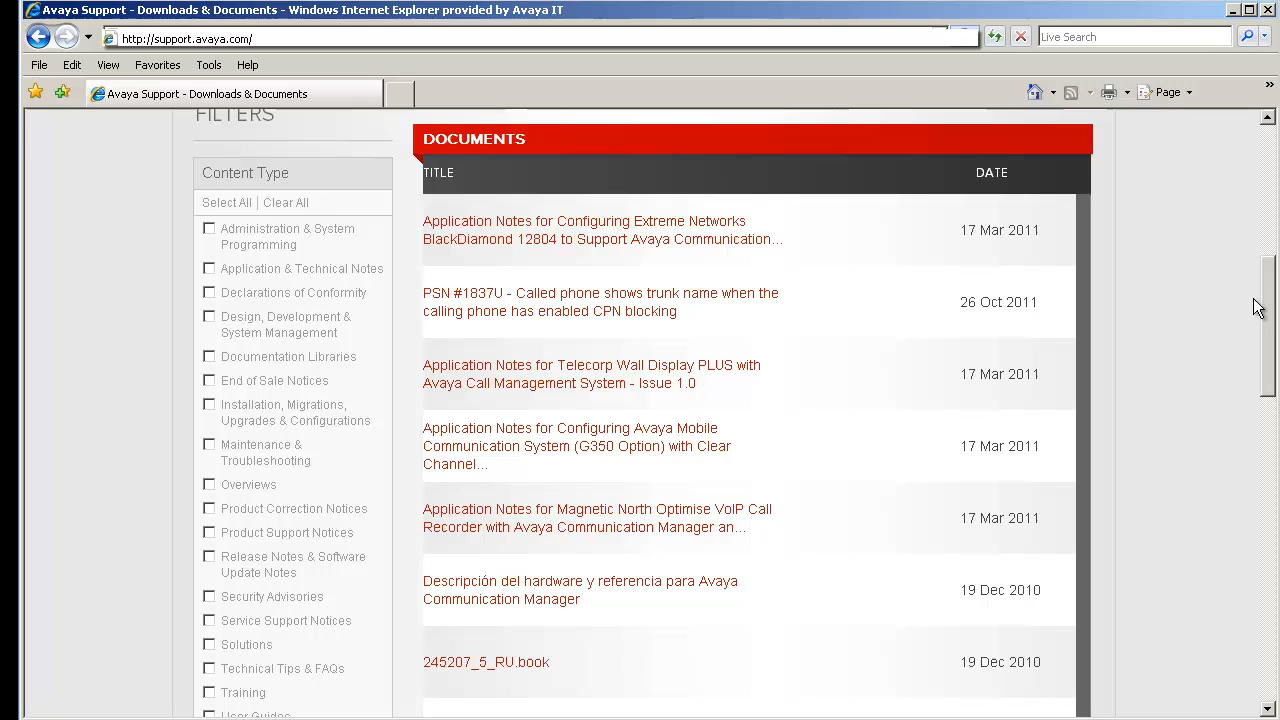 Avaya Support - Downloads & Documents - Windows Internet Explorer provided by Avaya IT
http://support.avaya.com/
Live Search
File Edit View Favorites Tools Help
Avaya Support - Downloads & Documents
Page
»
FILTERS
Content Type
Select All | Clear All
Administration & System
Programming
Application & Technical Notes
Declarations of Conformity
Design, Development &
System Management
Documentation Libraries
End of Sale Notices
Installation, Migrations,
Upgrades & Configurations
Maintenance &
Troubleshooting
Overviews
Product Correction Notices
Product Support Notices
Release Notes & Software
Update Notes
Security Advisories
Service Support Notices
Solutions
Technical Tips & FAQs
Training
User Guides
DOCUMENTS
TITLE DATE
Application Notes for Configuring Extreme Networks
BlackDiamond 12804 to Support Avaya Communication...
17 Mar 2011
PSN #1837U - Called phone shows trunk name when the
calling phone has enabled CPN blocking
26 Oct 2011
Application Notes for Telecorp Wall Display PLUS with
Avaya Call Management System - Issue 1.0
17 Mar 2011
Application Notes for Configuring Avaya Mobile
Communication System (G350 Option) with Clear
Channel...
17 Mar 2011
Application Notes for Magnetic North Optimise VoIP Call
Recorder with Avaya Communication Manager an...
17 Mar 2011
Descripción del hardware y referencia para Avaya
Communication Manager
19 Dec 2010
245207_5_RU.book
19 Dec 2010